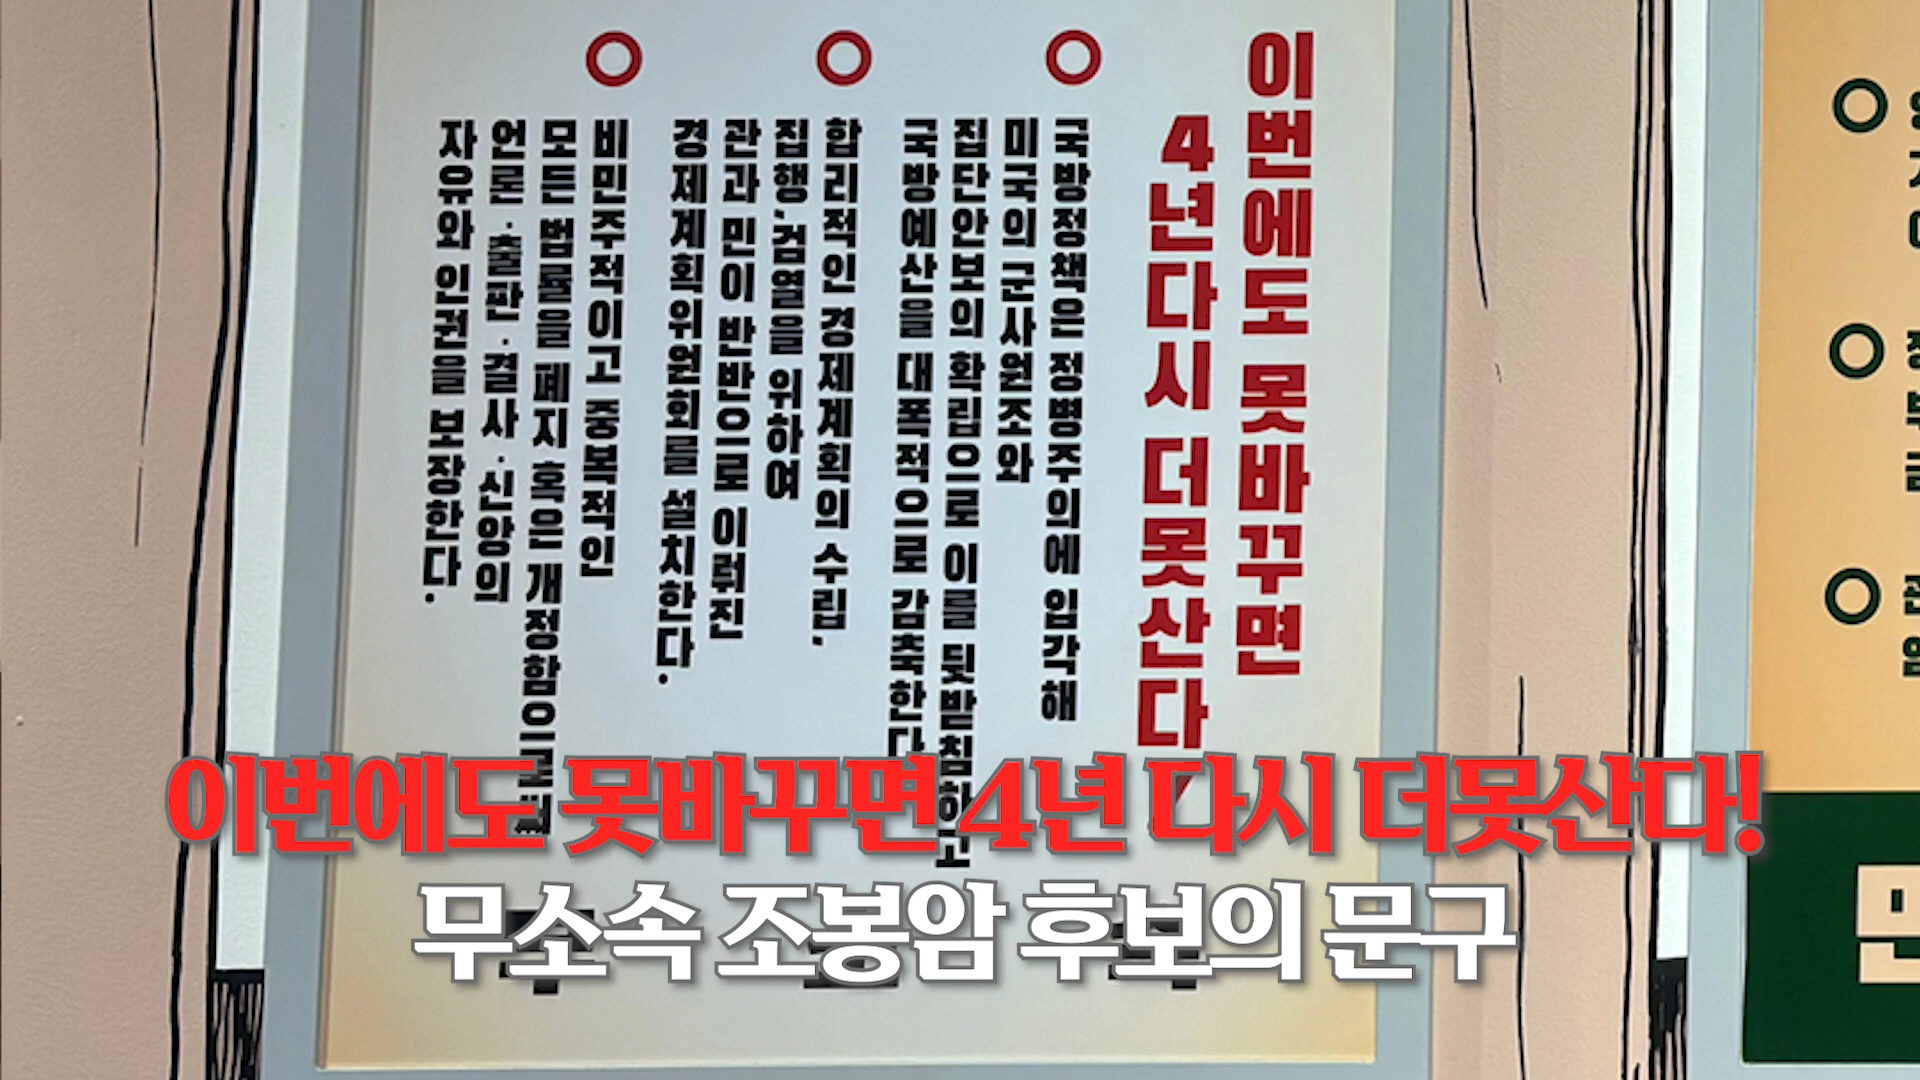 이번에도 못바꾸면
4년다시 더못산다
국방정책은 정병주의에 입각해
미국의 군사원조와
집단안보의 확립으로 이를 뒷받침하고
국방예산을 대폭적으로 감축한다
합리적인 경제계획의 수립.
집행.검열을 위하여
관과 민이 반반으로 이뤄진
경제계획위원회를 설치한다.
비민주적이고 중복적인
모든 법률을 폐지 혹은 개정함으로써
언론·출판·결사·신앙의
자유와 인권을 보장한다.
이번에도 못바꾸면 4년 다시 더못산다!
무소속 조봉암 후보의 문구
민